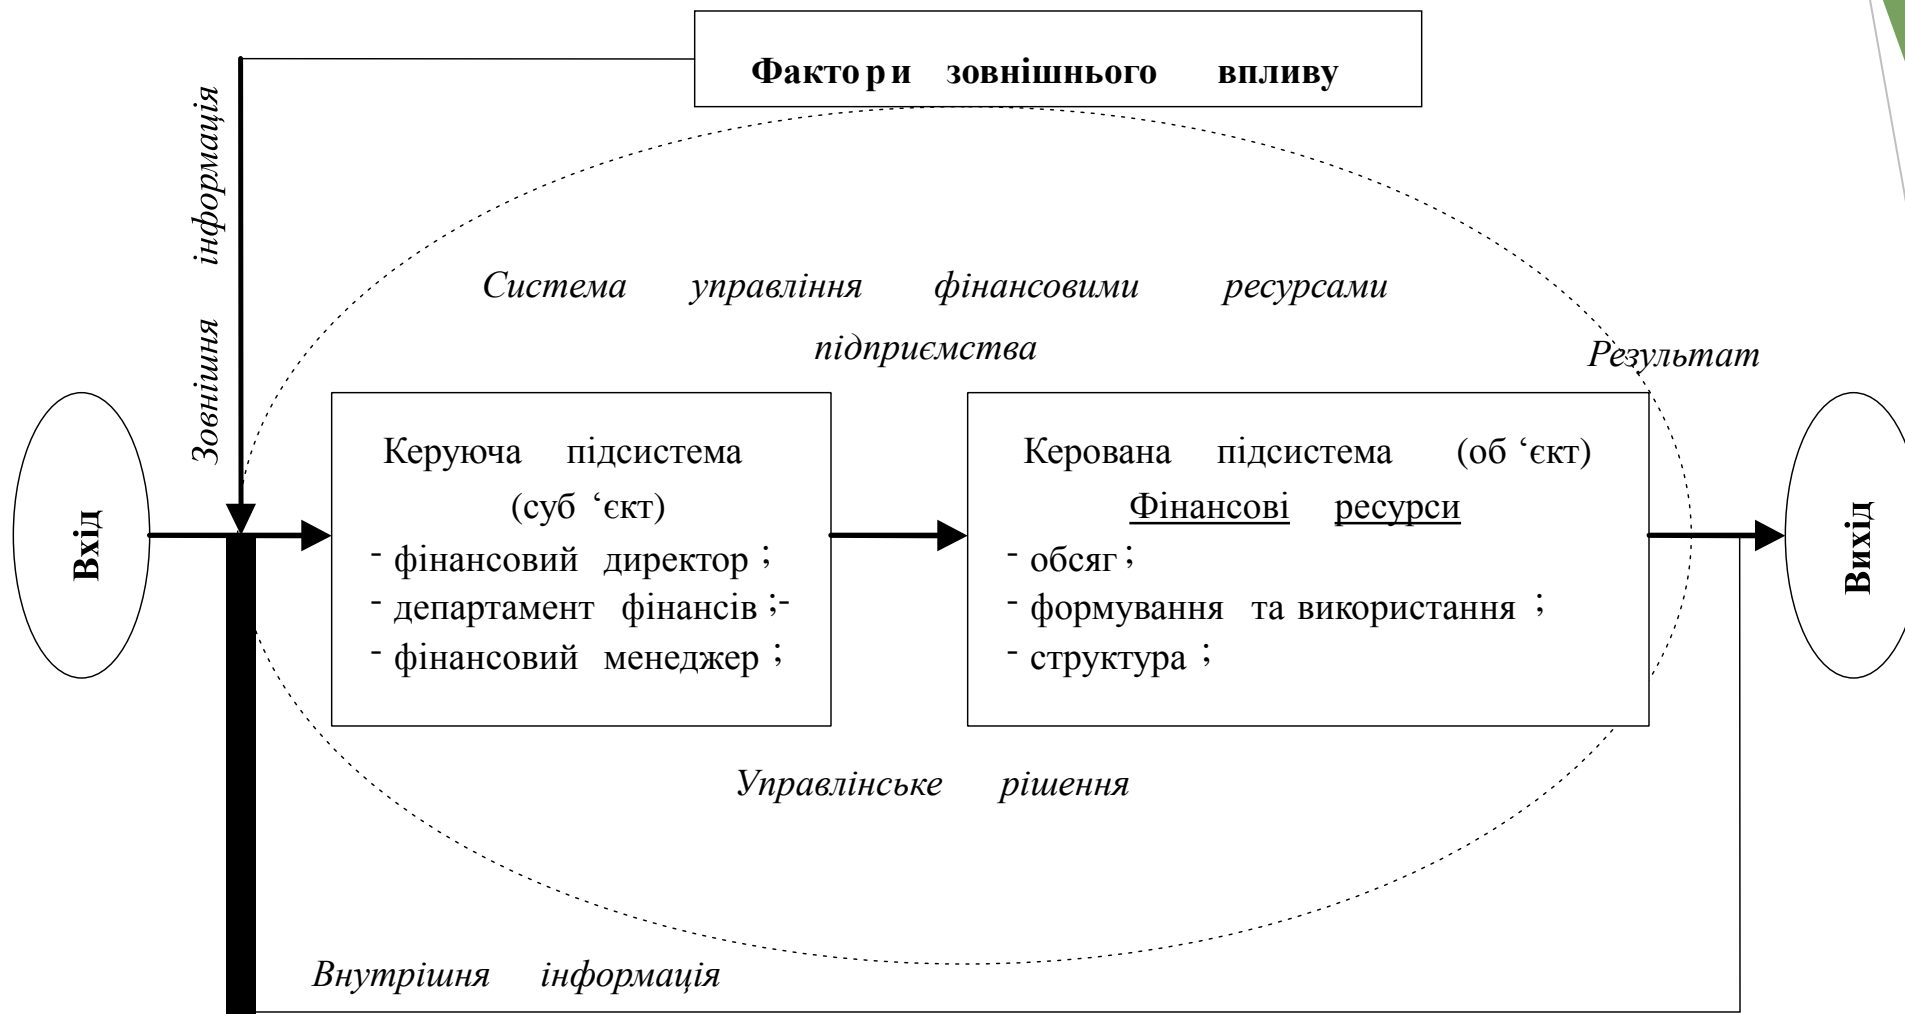 Фактори зовнішнього впливу
Зовнішня інформація
Система управління фінансовими ресурсами
підприємства
Результат
Вхід
Керуюча підсистема
(суб ‘єкт)
- фінансовий директор ;
- департамент фінансів ;-
- фінансовий менеджер ;
Керована підсистема (об ‘єкт)
Фінансові ресурси
- обсяг ;
- формування та використання ;
- структура ;
Вихід
Управлінське рішення
Внутрішня інформація